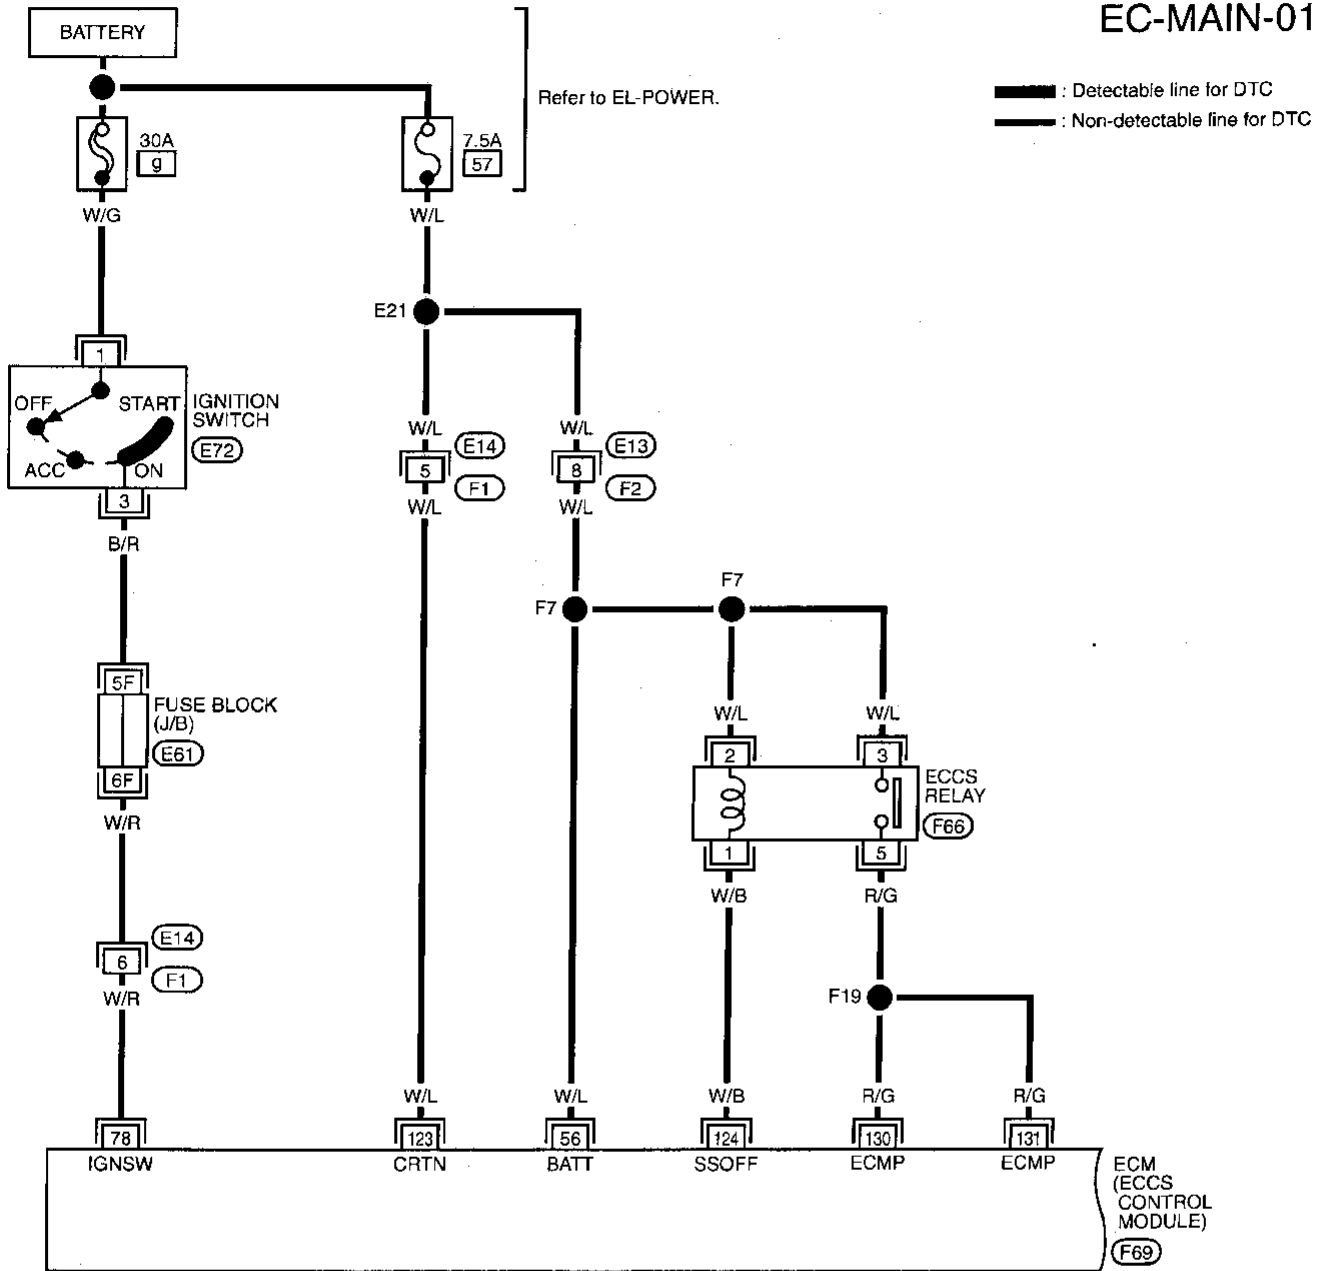 EC-MAIN-01
BATTERY
: Detectable line for DTC
: Non-detectable line for DTC
Refer to EL-POWER.
30A
g
7.5A
57
W/G
W/L
E21
1
OFF
START
ACC
ON
IGNITION
SWITCH
E72
3
B/R
W/L
5
E14
F1
W/L
W/L
8
E13
F2
W/L
F7
F7
5F
FUSE BLOCK
(J/B)
E61
6F
W/R
W/L
W/L
2
3
ECCS
RELAY
F66
1
5
W/B
R/G
E14
6
F1
W/R
F19
W/L
W/L
W/B
R/G
R/G
78
123
56
124
130
131
IGNSW
CRTN
BATT
SSOFF
ECMP
ECMP
ECM
(ECCS
CONTROL
MODULE)
F69